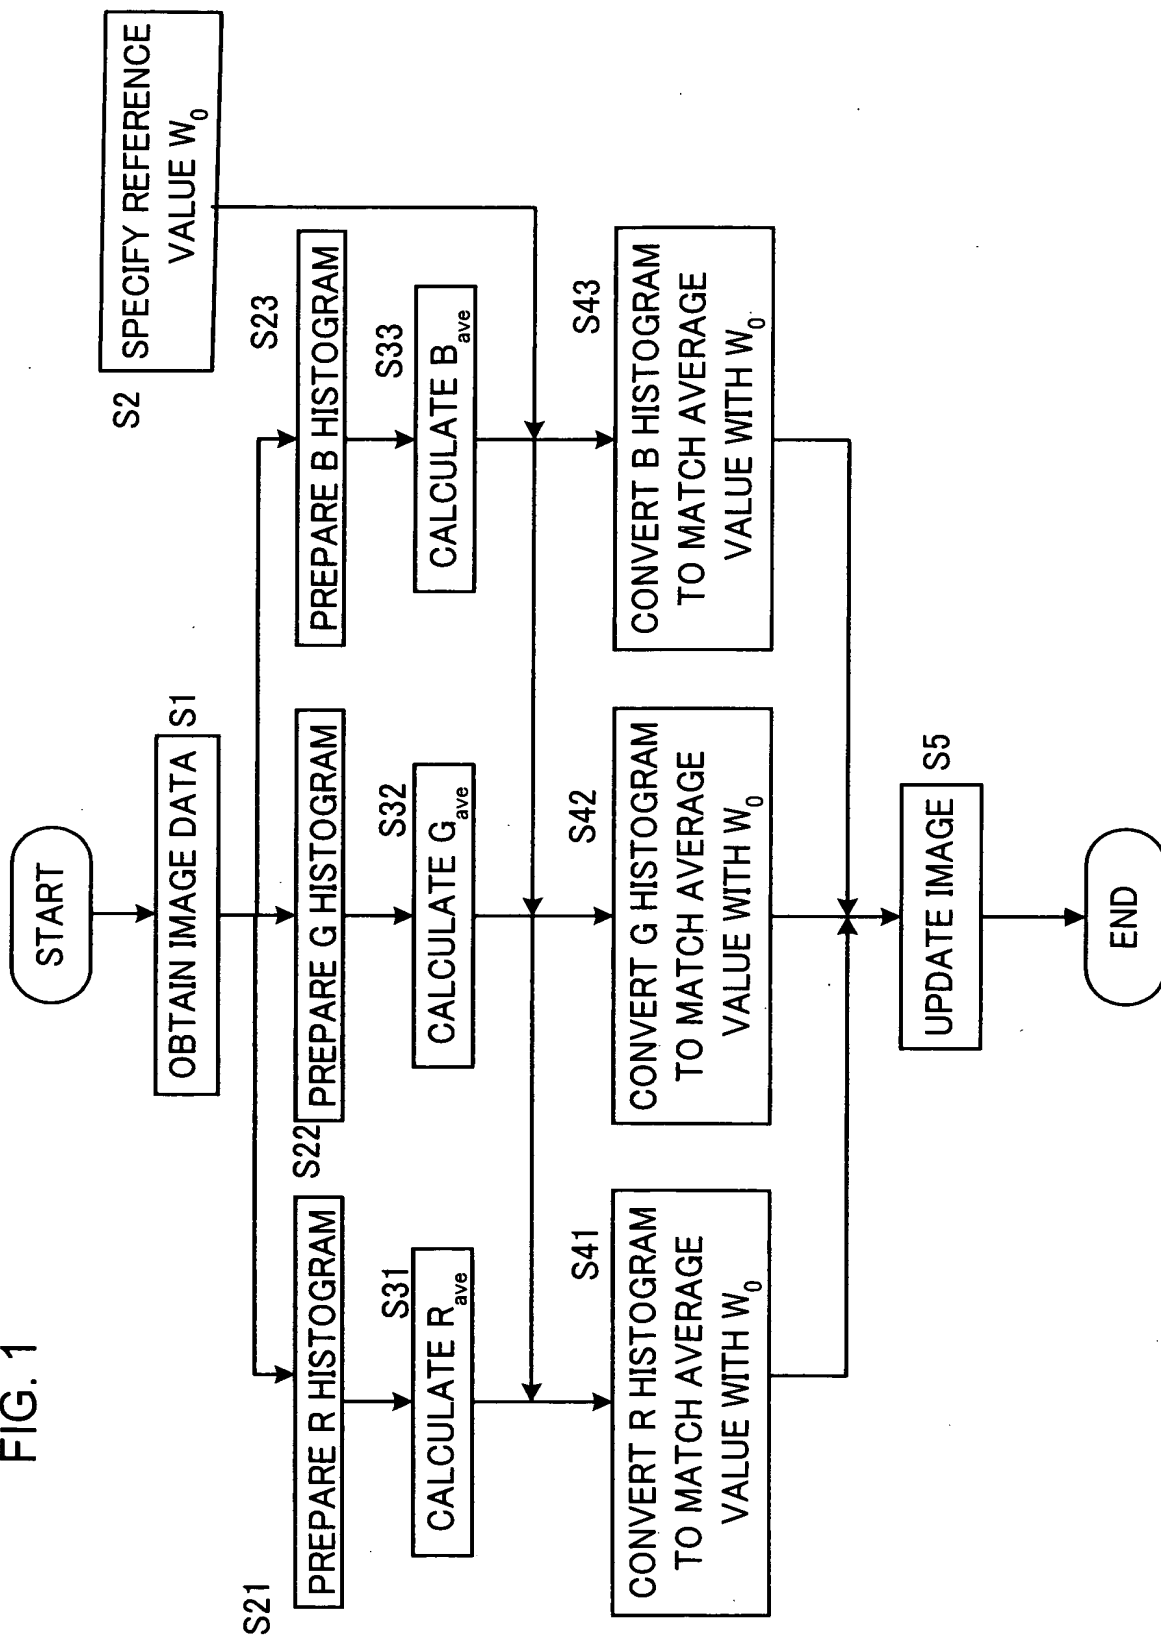 FIG. 1
START
OBTAIN IMAGE DATA
S1
S2
SPECIFY REFERENCE
VALUE W0
S21
PREPARE R HISTOGRAM
S22
PREPARE G HISTOGRAM
S23
PREPARE B HISTOGRAM
S31
CALCULATE Rave
S32
CALCULATE Gave
S33
CALCULATE Bave
S41
CONVERT R HISTOGRAM
TO MATCH AVERAGE
VALUE WITH W0
S42
CONVERT G HISTOGRAM
TO MATCH AVERAGE
VALUE WITH W0
S43
CONVERT B HISTOGRAM
TO MATCH AVERAGE
VALUE WITH W0
UPDATE IMAGE
S5
END